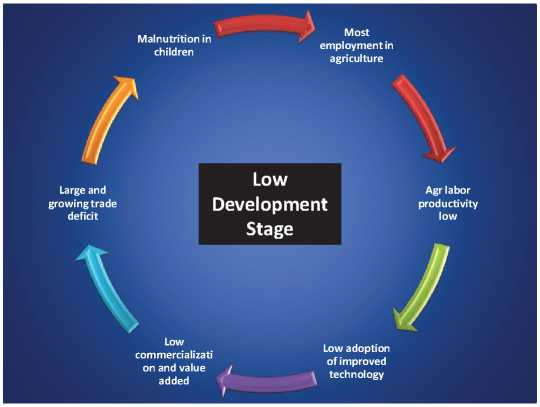 Malnutrition in
children
Most
employment in
agriculture
Agr labor
productivity
low
Low adoption
of improved
technology
Low
commercializati
on and value
added
Large and
growing trade
deficit
Low
Development
Stage